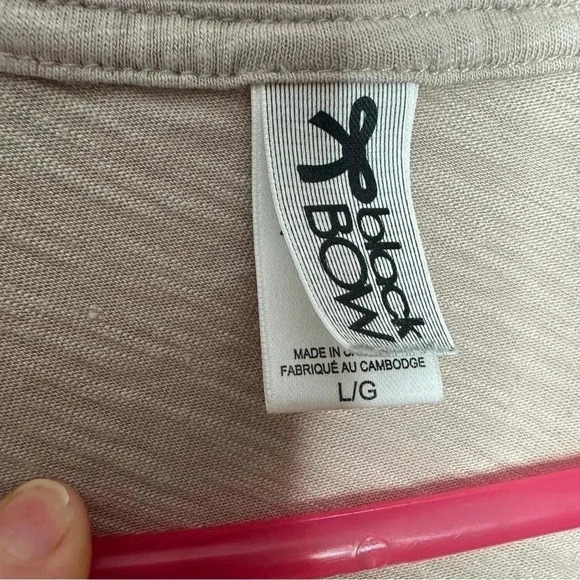 black
BOW
MADE IN
FABRIQUÉ AU CAMBODGE
L/G